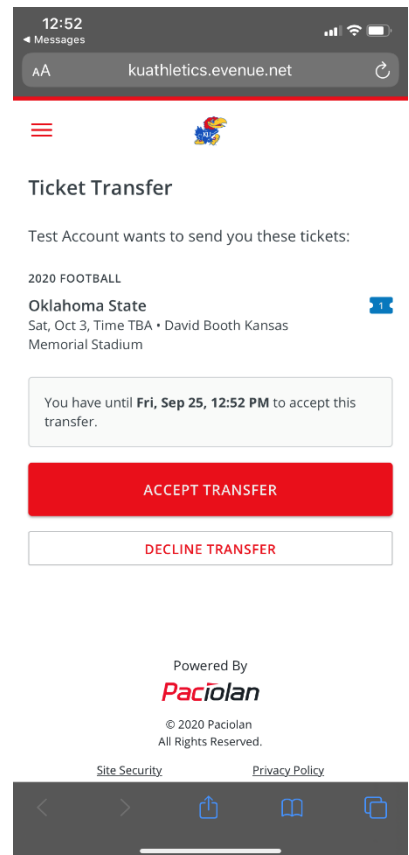 12:52
Messages
AA kuathletics.evenue.net
KU
Ticket Transfer
Test Account wants to send you these tickets:
2020 FOOTBALL
Oklahoma State
1
Sat, Oct 3, Time TBA • David Booth Kansas
Memorial Stadium
You have until Fri, Sep 25, 12:52 PM to accept this
transfer.
ACCEPT TRANSFER
DECLINE TRANSFER
Powered By
Paciolan
© 2020 Paciolan
All Rights Reserved.
Site Security Privacy Policy